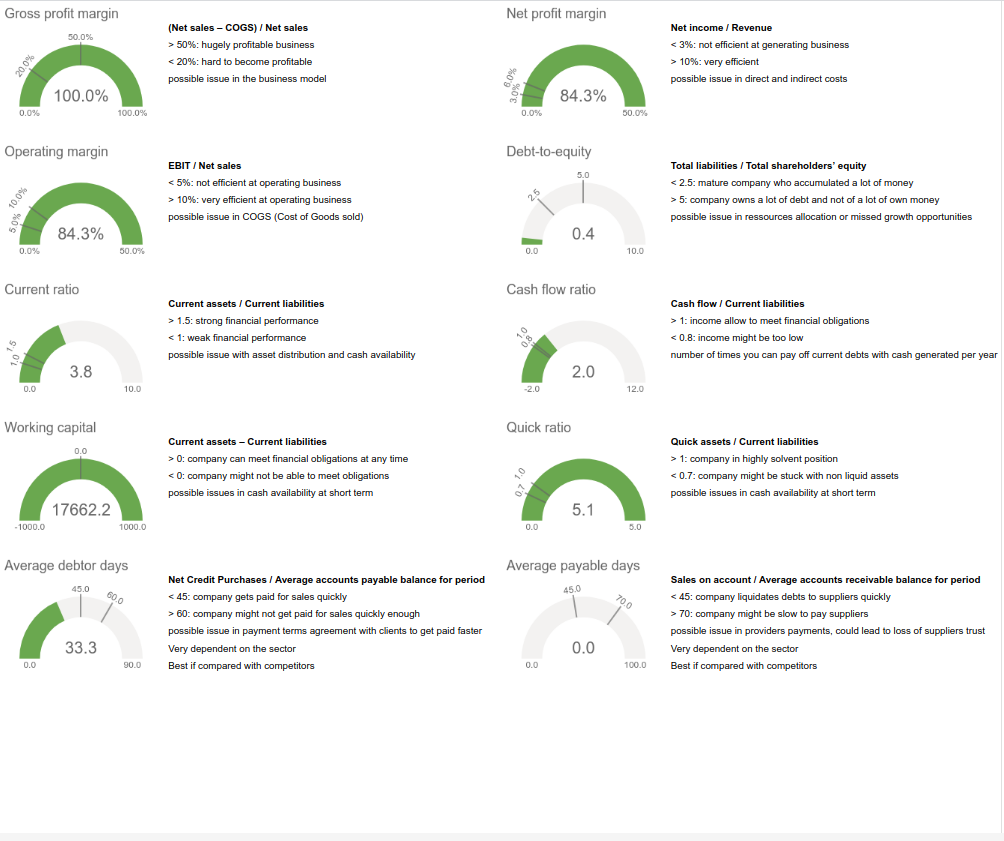 Gross profit margin
50.0%
20.0%
100.0%
0.0%
100.0%
(Net sales – COGS) / Net sales
> 50%: hugely profitable business
< 20%: hard to become profitable
possible issue in the business model
Net profit margin
6.0%
3.0%
84.3%
0.0%
50.0%
Net income / Revenue
< 3%: not efficient at generating business
> 10%: very efficient
possible issue in direct and indirect costs
Operating margin
10.0%
5.0%
84.3%
0.0%
50.0%
EBIT / Net sales
< 5%: not efficient at operating business
> 10%: very efficient at operating business
possible issue in COGS (Cost of Goods sold)
Debt-to-equity
5.0
2.5
0.4
0.0
10.0
Total liabilities / Total shareholders' equity
< 2.5: mature company who accumulated a lot of money
> 5: company owns a lot of debt and not of a lot of own money
possible issue in ressources allocation or missed growth opportunities
Current ratio
1.5
1.0
3.8
0.0
10.0
Current assets / Current liabilities
> 1.5: strong financial performance
< 1: weak financial performance
possible issue with asset distribution and cash availability
Cash flow ratio
1.0
0.8
2.0
-2.0
12.0
Cash flow / Current liabilities
> 1: income allow to meet financial obligations
< 0.8: income might be too low
number of times you can pay off current debts with cash generated per year
Working capital
0.0
17662.2
-1000.0
1000.0
Current assets – Current liabilities
> 0: company can meet financial obligations at any time
< 0: company might not be able to meet obligations
possible issues in cash availability at short term
Quick ratio
1.0
0.7
5.1
0.0
5.0
Quick assets / Current liabilities
> 1: company in highly solvent position
< 0.7: company might be stuck with non liquid assets
possible issues in cash availability at short term
Average debtor days
45.0
60.0
33.3
0.0
90.0
Net Credit Purchases / Average accounts payable balance for period
< 45: company gets paid for sales quickly
> 60: company might not get paid for sales quickly enough
possible issue in payment terms agreement with clients to get paid faster
Very dependent on the sector
Best if compared with competitors
Average payable days
45.0
70.0
0.0
0.0
100.0
Sales on account / Average accounts receivable balance for period
< 45: company liquidates debts to suppliers quickly
> 70: company might be slow to pay suppliers
possible issue in providers payments, could lead to loss of suppliers trust
Very dependent on the sector
Best if compared with competitors